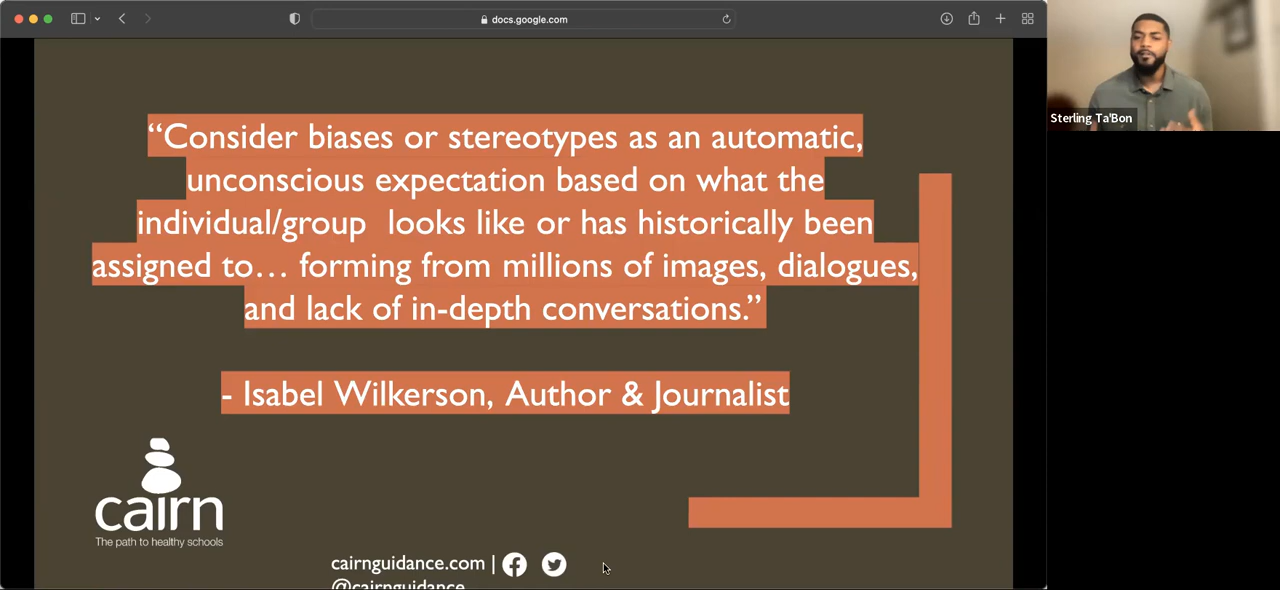 docs.google.com
“Consider biases or stereotypes as an automatic,
unconscious expectation based on what the
individual/group  looks like or has historically been
assigned to… forming from millions of images, dialogues,
and lack of in-depth conversations.”
- Isabel Wilkerson, Author & Journalist
cairn
The path to healthy schools
cairnguidance.com |
@cairnguidance
Sterling Ta'Bon